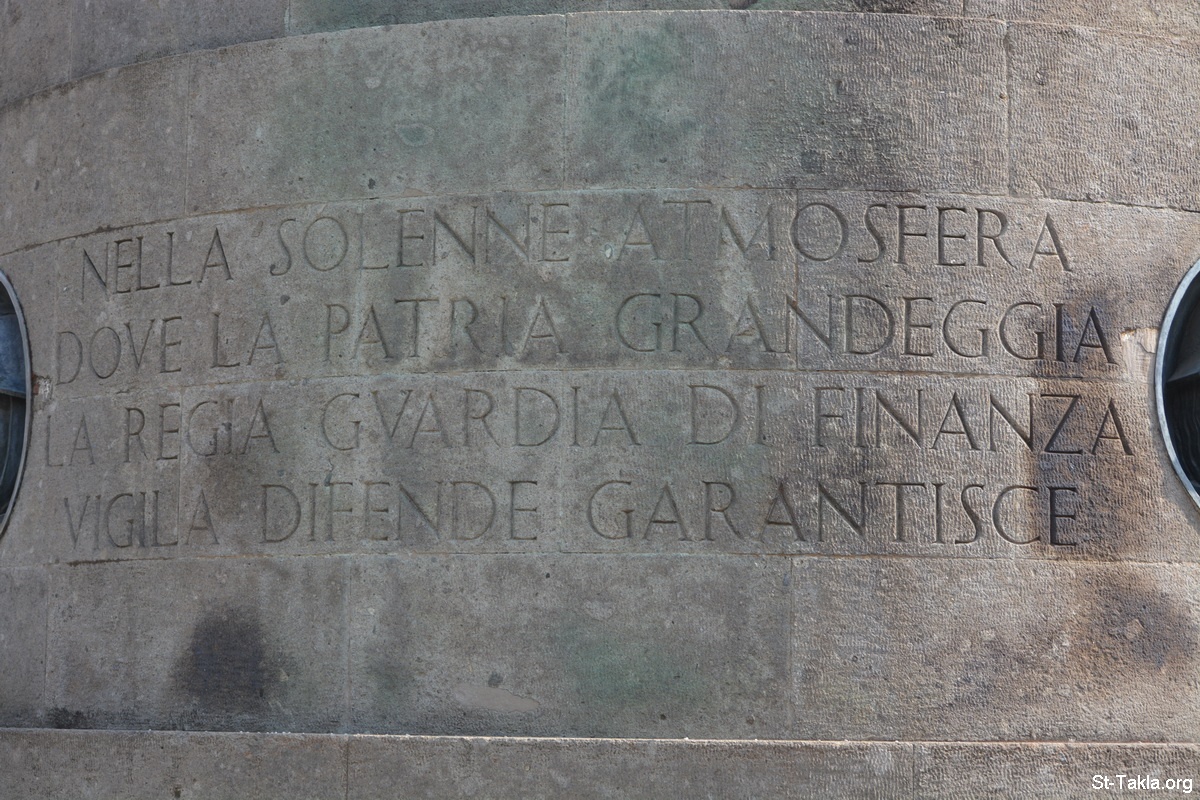 NELLA SOLENNE ATMOSFERA
DOVE LA PATRIA GRANDEGGIA
LA REGIA GVARDIA DI FINANZA
VIGILA DIFENDE GARANTISCE
St-Takla.org